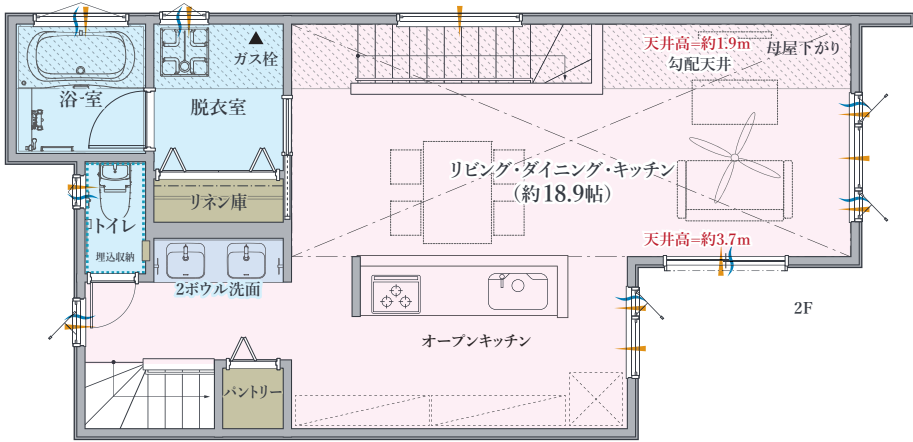 天井高=約1.9m
母屋下がり
勾配天井
▲
ガス栓
浴室
脱衣室
リビング・ダイニング・キッチン
(約18.9帖)
リネン庫
トイレ
埋込収納
天井高=約3.7m
2ボウル洗面
2F
オープンキッチン
パントリー